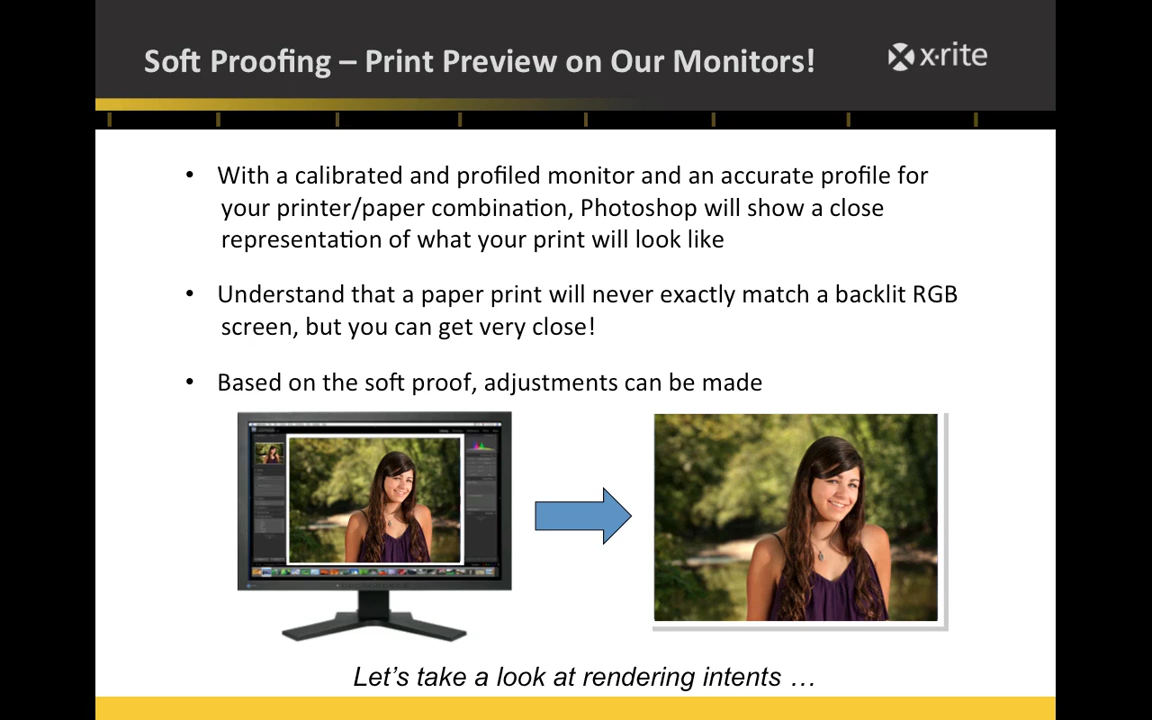 Soft Proofing – Print Preview on Our Monitors!
x·rite
• With a calibrated and profiled monitor and an accurate profile for
your printer/paper combination, Photoshop will show a close
representation of what your print will look like
• Understand that a paper print will never exactly match a backlit RGB
screen, but you can get very close!
• Based on the soft proof, adjustments can be made
Let's take a look at rendering intents …